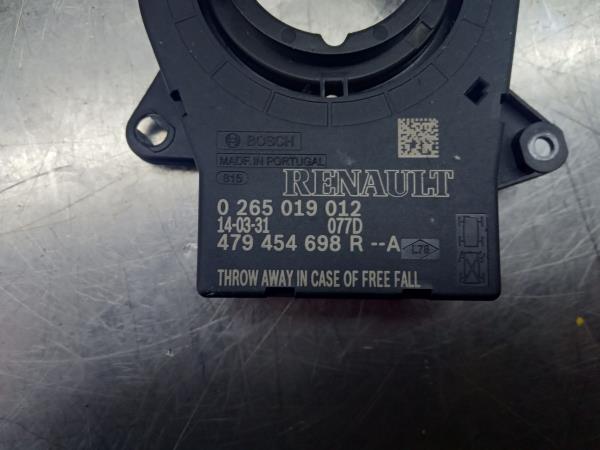 BOSCH
MADE IN PORTUGAL
815
RENAULT
0 265 019 012
14-03-31 077D
479 454 698 R --A L78
THROW AWAY IN CASE OF FREE FALL